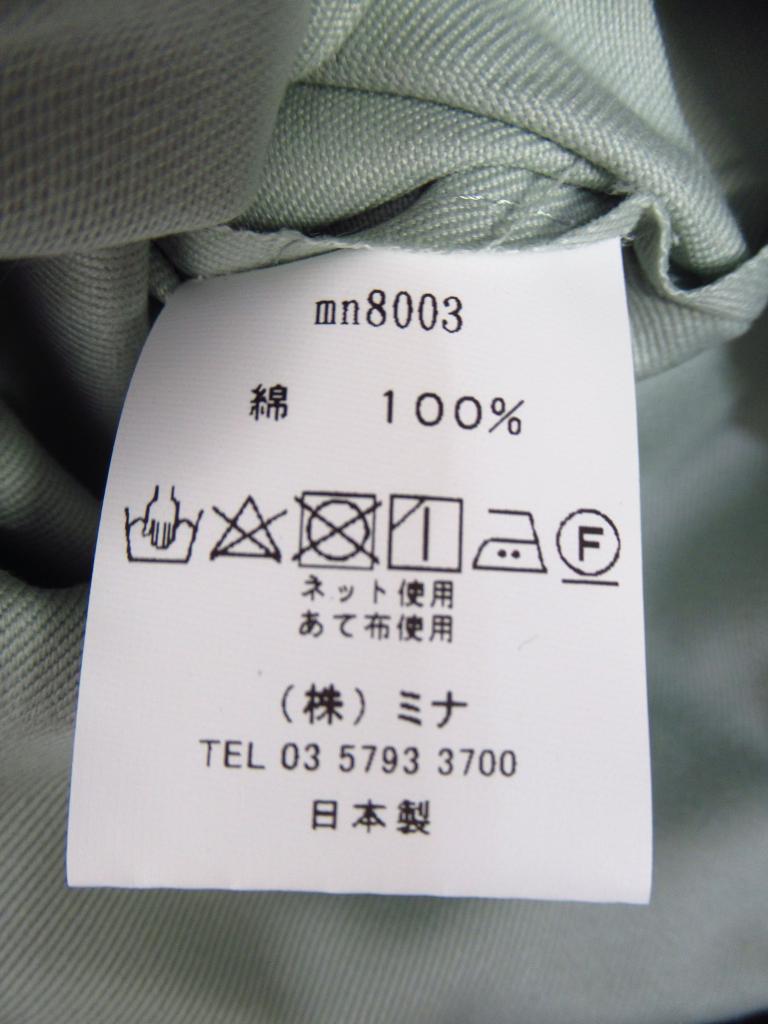 mn8003
綿 100%
F
ネット使用
あて布使用
（株）ミナ
TEL 03 5793 3700
日本製